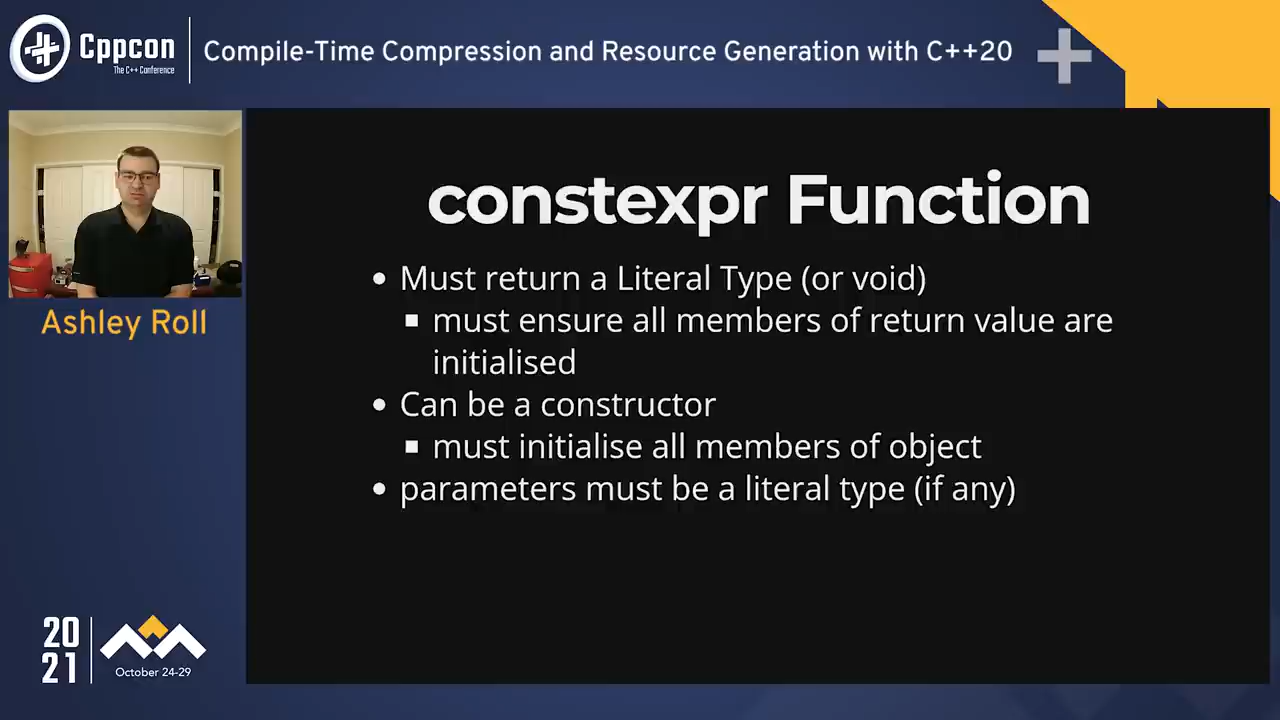 Cppcon
The C++ Conference
Compile-Time Compression and Resource Generation with C++20
Ashley Roll
constexpr Function
Must return a Literal Type (or void)
must ensure all members of return value are
initialised
Can be a constructor
must initialise all members of object
parameters must be a literal type (if any)
20
21
October 24-29